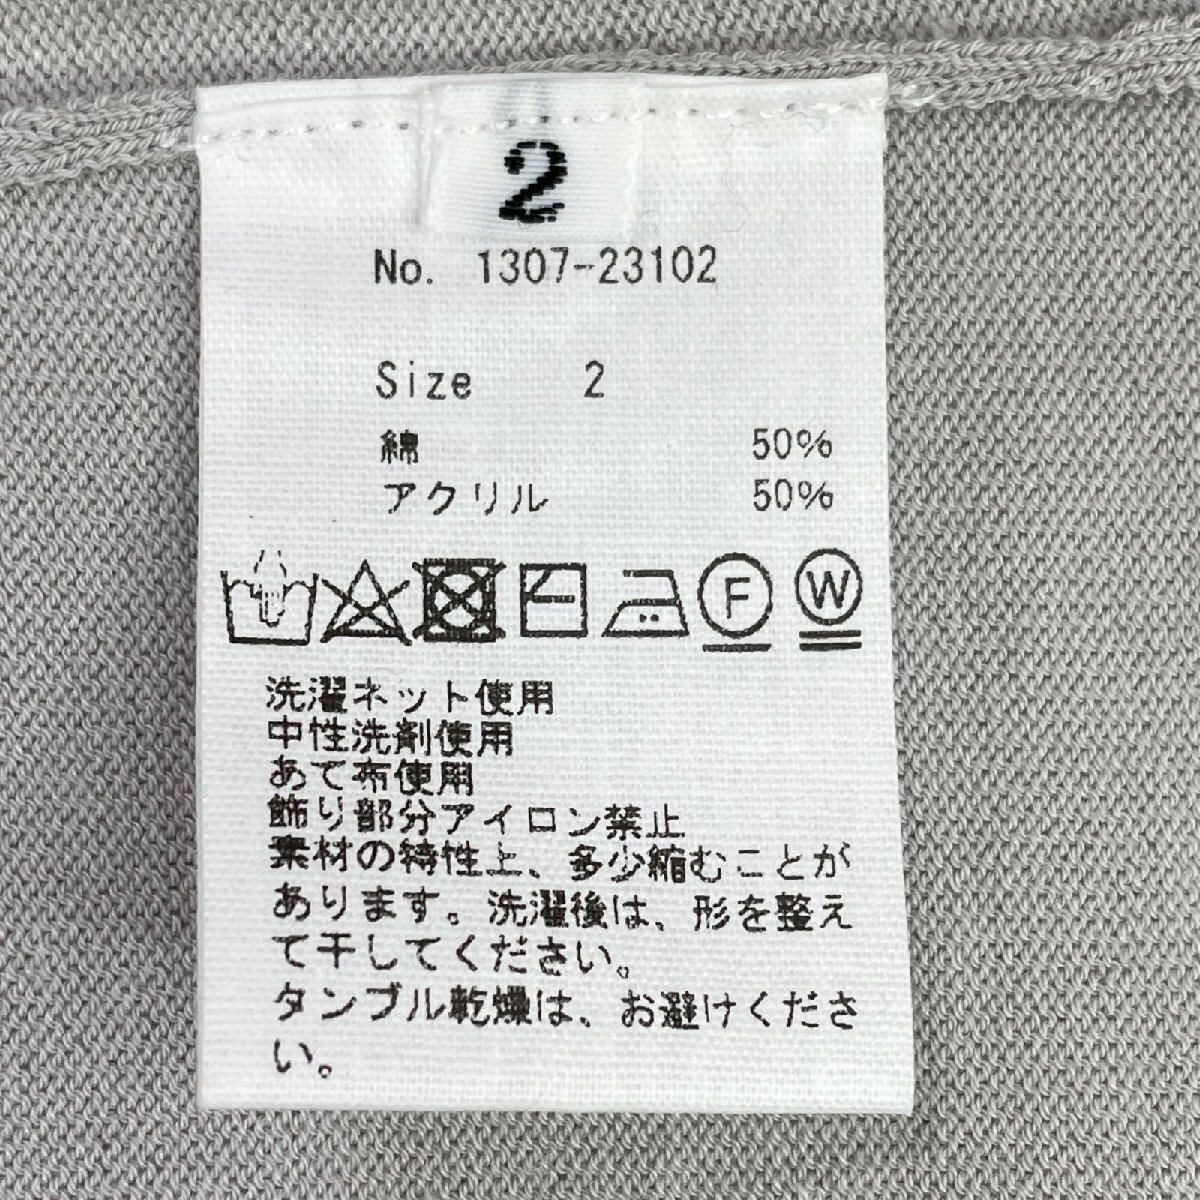 2
No. 1307-23102
Size 2
綿 50%
アクリル 50%
F W
洗濯ネット使用
中性洗剤使用
あて布使用
飾り部分アイロン禁止
素材の特性上、多少縮むことが
あります。洗濯後は、形を整え
て干してください。
タンブル乾燥は、お避けくださ
い。